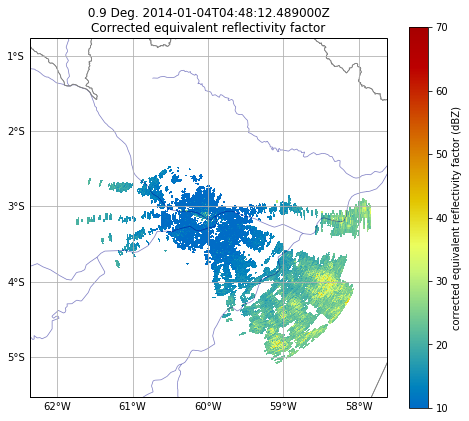 0.9 Deg. 2014-01-04T04:48:12.489000Z
Corrected equivalent reflectivity factor
1°S
2°S
3°S
4°S
5°S
62°W 61°W 60°W 59°W 58°W
70
60
50
40
30
20
10
corrected equivalent reflectivity factor (dBZ)